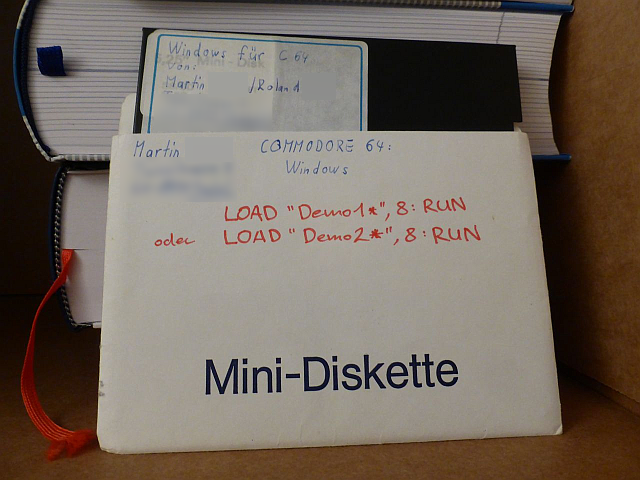 Windows für C 64
von:
Martin /Roland
Martin COMMODORE 64:
Windows
LOAD "Demo1*", 8: RUN
oder LOAD "Demo2*", 8: RUN
Mini-Diskette